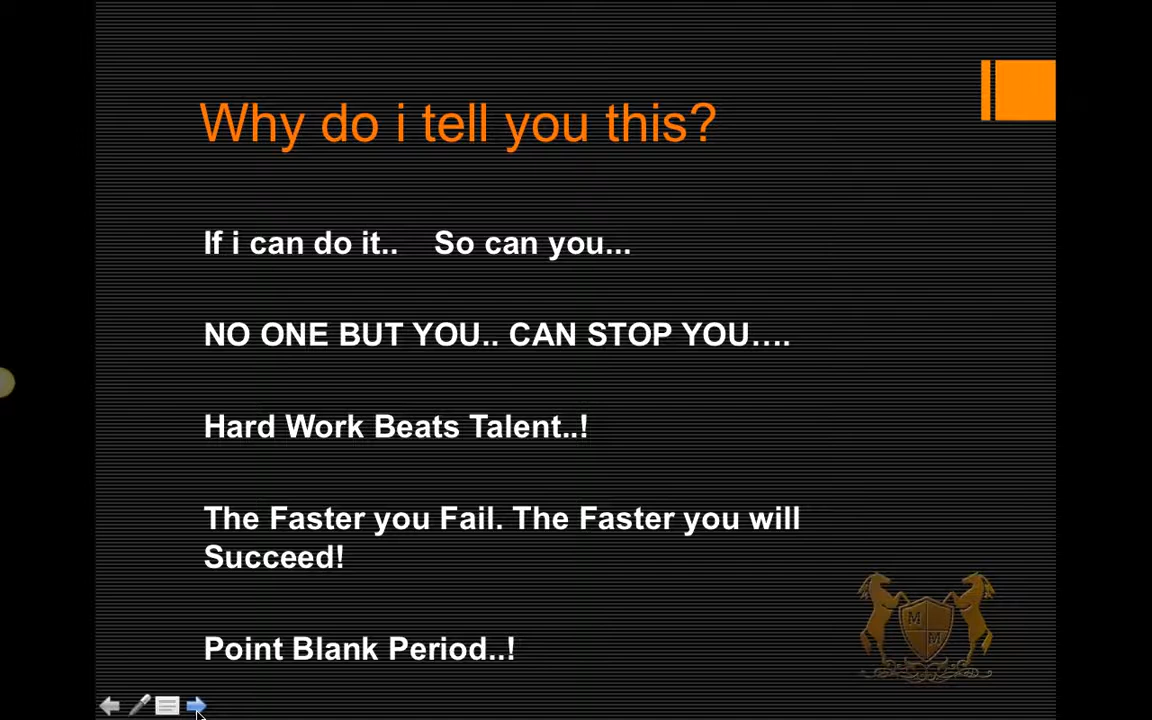 Why do i tell you this?
If i can do it.. So can you...
NO ONE BUT YOU.. CAN STOP YOU....
Hard Work Beats Talent..!
The Faster you Fail. The Faster you will
Succeed!
Point Blank Period..!
M
M